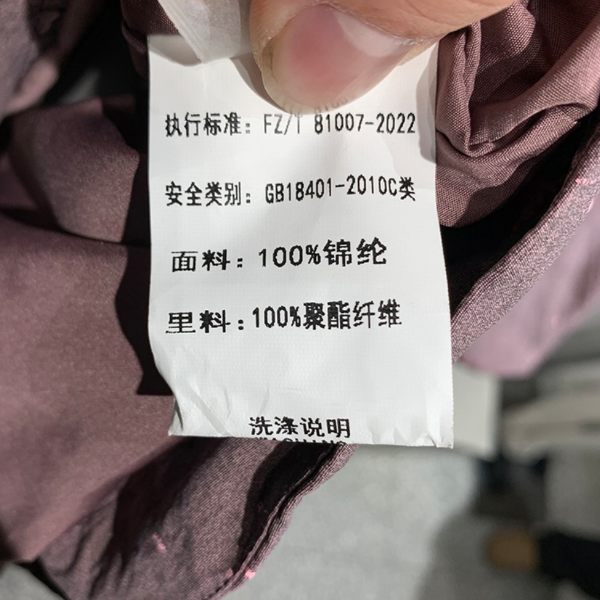 执行标准：FZ/T 81007-2022
安全类别：GB18401-2010C类
面料：100%锦纶
里料：100%聚酯纤维
洗涤说明